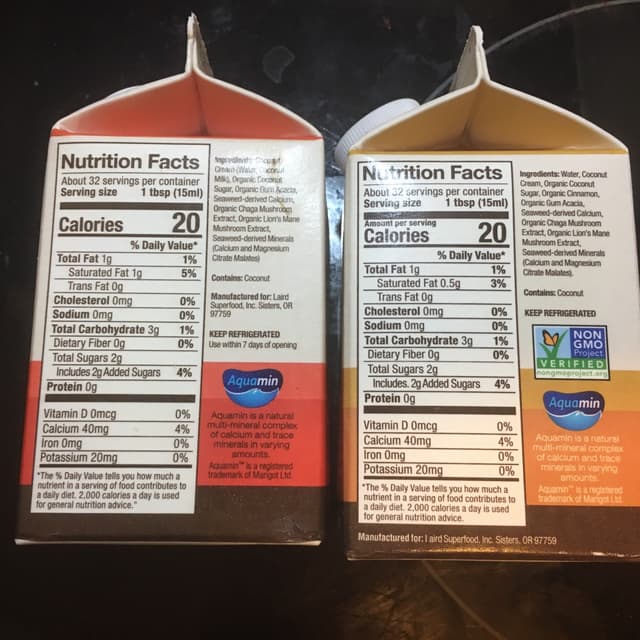 Nutrition Facts
About 32 servings per container
Serving size 1 tbsp (15ml)
Calories 20
% Daily Value*
Total Fat 1g 1%
Saturated Fat 1g 5%
Trans Fat 0g
Cholesterol 0mg 0%
Sodium 0mg 0%
Total Carbohydrate 3g 1%
Dietary Fiber 0g 0%
Total Sugars 2g
Includes 2g Added Sugars 4%
Protein 0g
Vitamin D 0mcg 0%
Calcium 40mg 4%
Iron 0mg 0%
Potassium 20mg 0%
*The % Daily Value tells you how much a
nutrient in a serving of food contributes to
a daily diet. 2,000 calories a day is used
for general nutrition advice."
Ingredients: Coconut
Cream (Water, Coconut
Milk), Organic Coconut
Sugar, Organic Gum Acacia,
Seaweed-derived Calcium,
Organic Chaga Mushroom
Extract, Organic Lion's Mane
Mushroom Extract,
Seaweed-derived Minerals
(Calcium and Magnesium
Citrate Malates)
Contains: Coconut
Manufactured for: Laird
Superfood, Inc. Sisters, OR
97759
KEEP REFRIGERATED
Use within 7 days of opening
Aquamin
Aquamin is a natural
multi-mineral complex
of calcium and trace
minerals in varying
amounts.
Aquamin™ is a registered
trademark of Marigot Ltd.
Nutrition Facts
About 32 servings per container
Serving size 1 tbsp (15ml)
Amount per serving
Calories 20
% Daily Value*
Total Fat 1g 1%
Saturated Fat 0.5g 3%
Trans Fat 0g
Cholesterol 0mg 0%
Sodium 0mg 0%
Total Carbohydrate 3g 1%
Dietary Fiber 0g 0%
Total Sugars 2g
Includes. 2g Added Sugars 4%
Protein 0g
Vitamin D 0mcg 0%
Calcium 40mg 4%
Iron 0mg 0%
Potassium 20mg 0%
*The % Daily Value tells you how much a
nutrient in a serving of food contributes to
a daily diet. 2,000 calories a day is used
for general nutrition advice.
Manufactured for: Laird Superfood, Inc. Sisters, OR 97759
Ingredients: Water, Coconut
Cream, Organic Coconut
Sugar, Organic Cinnamon,
Organic Gum Acacia,
Seaweed-derived Calcium,
Organic Chaga Mushroom
Extract, Organic Lion's Mane
Mushroom Extract,
Seaweed-derived Minerals
(Calcium and Magnesium
Citrate Malates).
Contains: Coconut
KEEP REFRIGERATED
NON
GMO
Project
VERIFIED
nongmoproject.org
Aquamin
Aquamin is a natural
multi-mineral complex
of calcium and trace
minerals in varying
amounts.
Aquamin™ is a registered
trademark of Marigot Ltd.